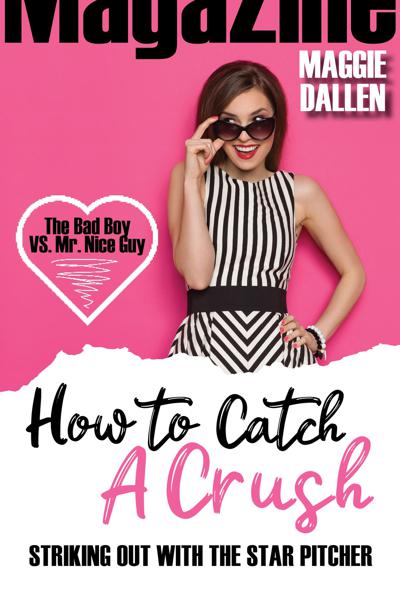 Magazine
MAGGIE
DALLEN
The Bad Boy
VS. Mr. Nice Guy
How to Catch
A Crush
STRIKING OUT WITH THE STAR PITCHER